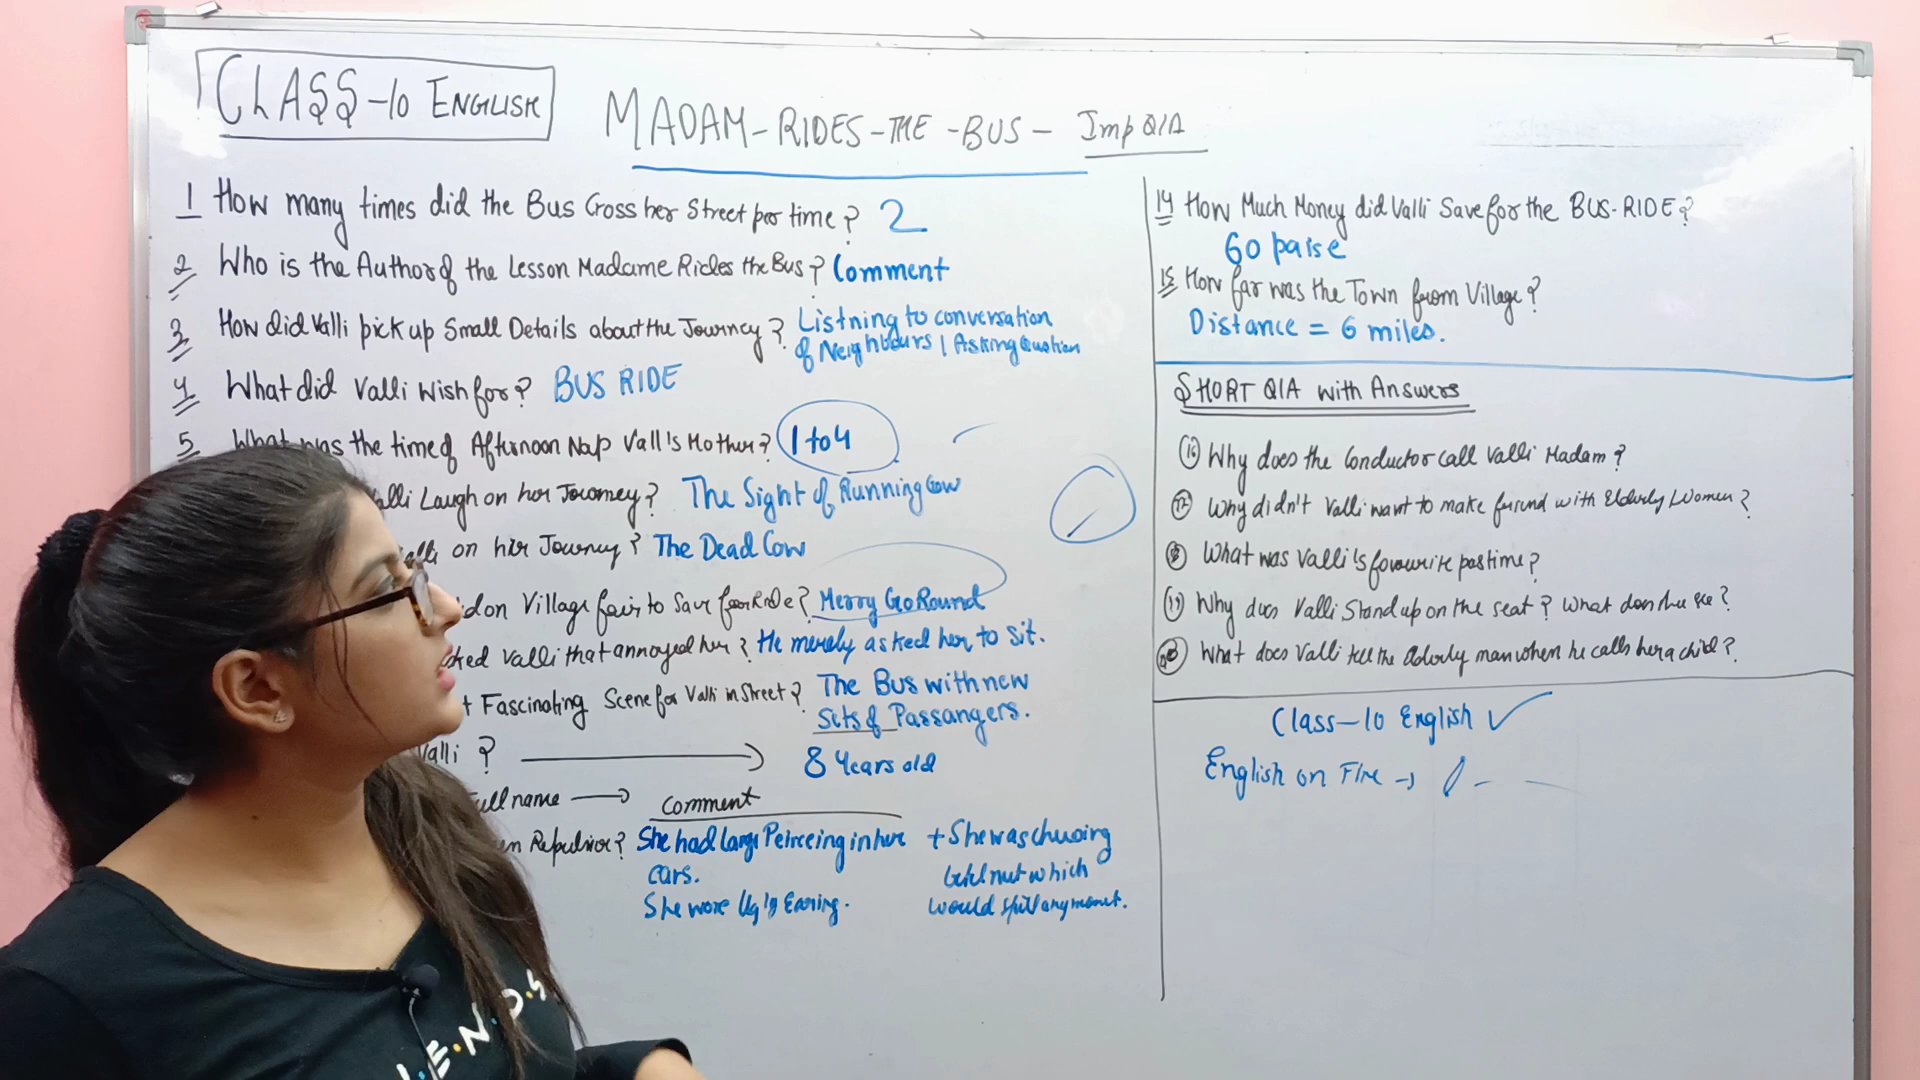 CLASS-10 ENGLISH
MADAM-RIDES-THE-BUS- Imp Q/A
1 How many times did the Bus Cross her Street per time? 2
2 Who is the Author of the Lesson Madame Rides the Bus? Comment
3 How did Valli pick up Small Details about the Journey? Listning to conversation
of Neighbours / Asking Question
4 What did Valli Wish for? BUS RIDE
5 What was the time of Afternoon Nap Vall's Mother? 1 to 4
Valli Laugh on her Journey? The Sight of Running Cow
Valli on her Journey? The Dead Cow
on Village fair to Save for Ride? Merry Go Round
Valli that annoyed her? He merely asked her to sit.
Fascinating Scene for Valli in Street? The Bus with new
Sets of Passangers.
Valli? 8 Years old
Full name Comment
She had large Peirceing in her
ears.
She wore Ugly Earing.
+ She was chwoing
betel nut which
would spill any moment.
14 How Much Money did Valli Save for the BUS-RIDE?
60 paise
15 How far was the Town from Village?
Distance = 6 miles.
SHORT Q/A with Answers
16 Why does the Conductor call Valli Madam?
17 Why didn't Valli want to make friend with Elderly Women?
18 What was Valli's favourite pastime?
19 Why does Valli Stand up on the seat? What does she see?
20 What does Valli tell the elderly man when he calls her a child?
Class-10 English ✓
English on Fire →
L.E.N.D.S